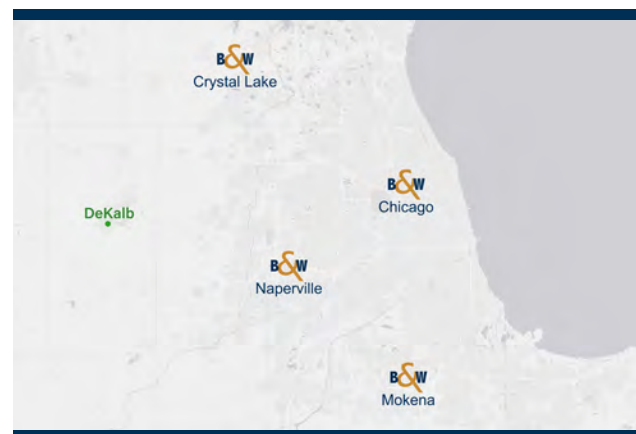 B&W
Crystal Lake
B&W
Chicago
DeKalb
B&W
Naperville
B&W
Mokena